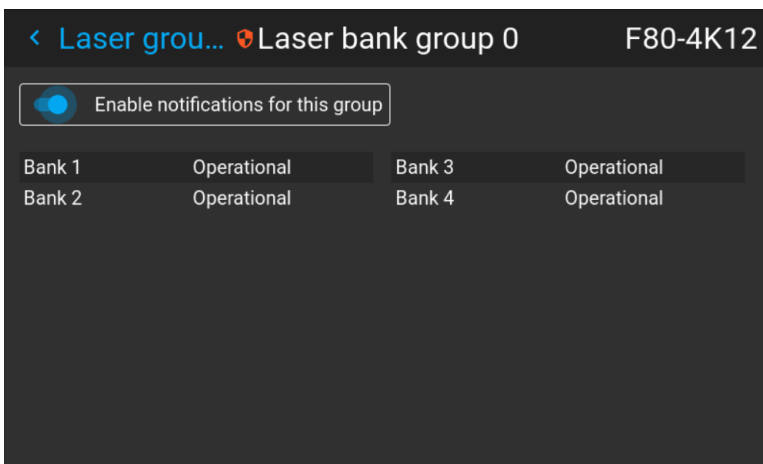 < Laser grou... Laser bank group 0 F80-4K12
Enable notifications for this group
Bank 1 Operational Bank 3 Operational
Bank 2 Operational Bank 4 Operational